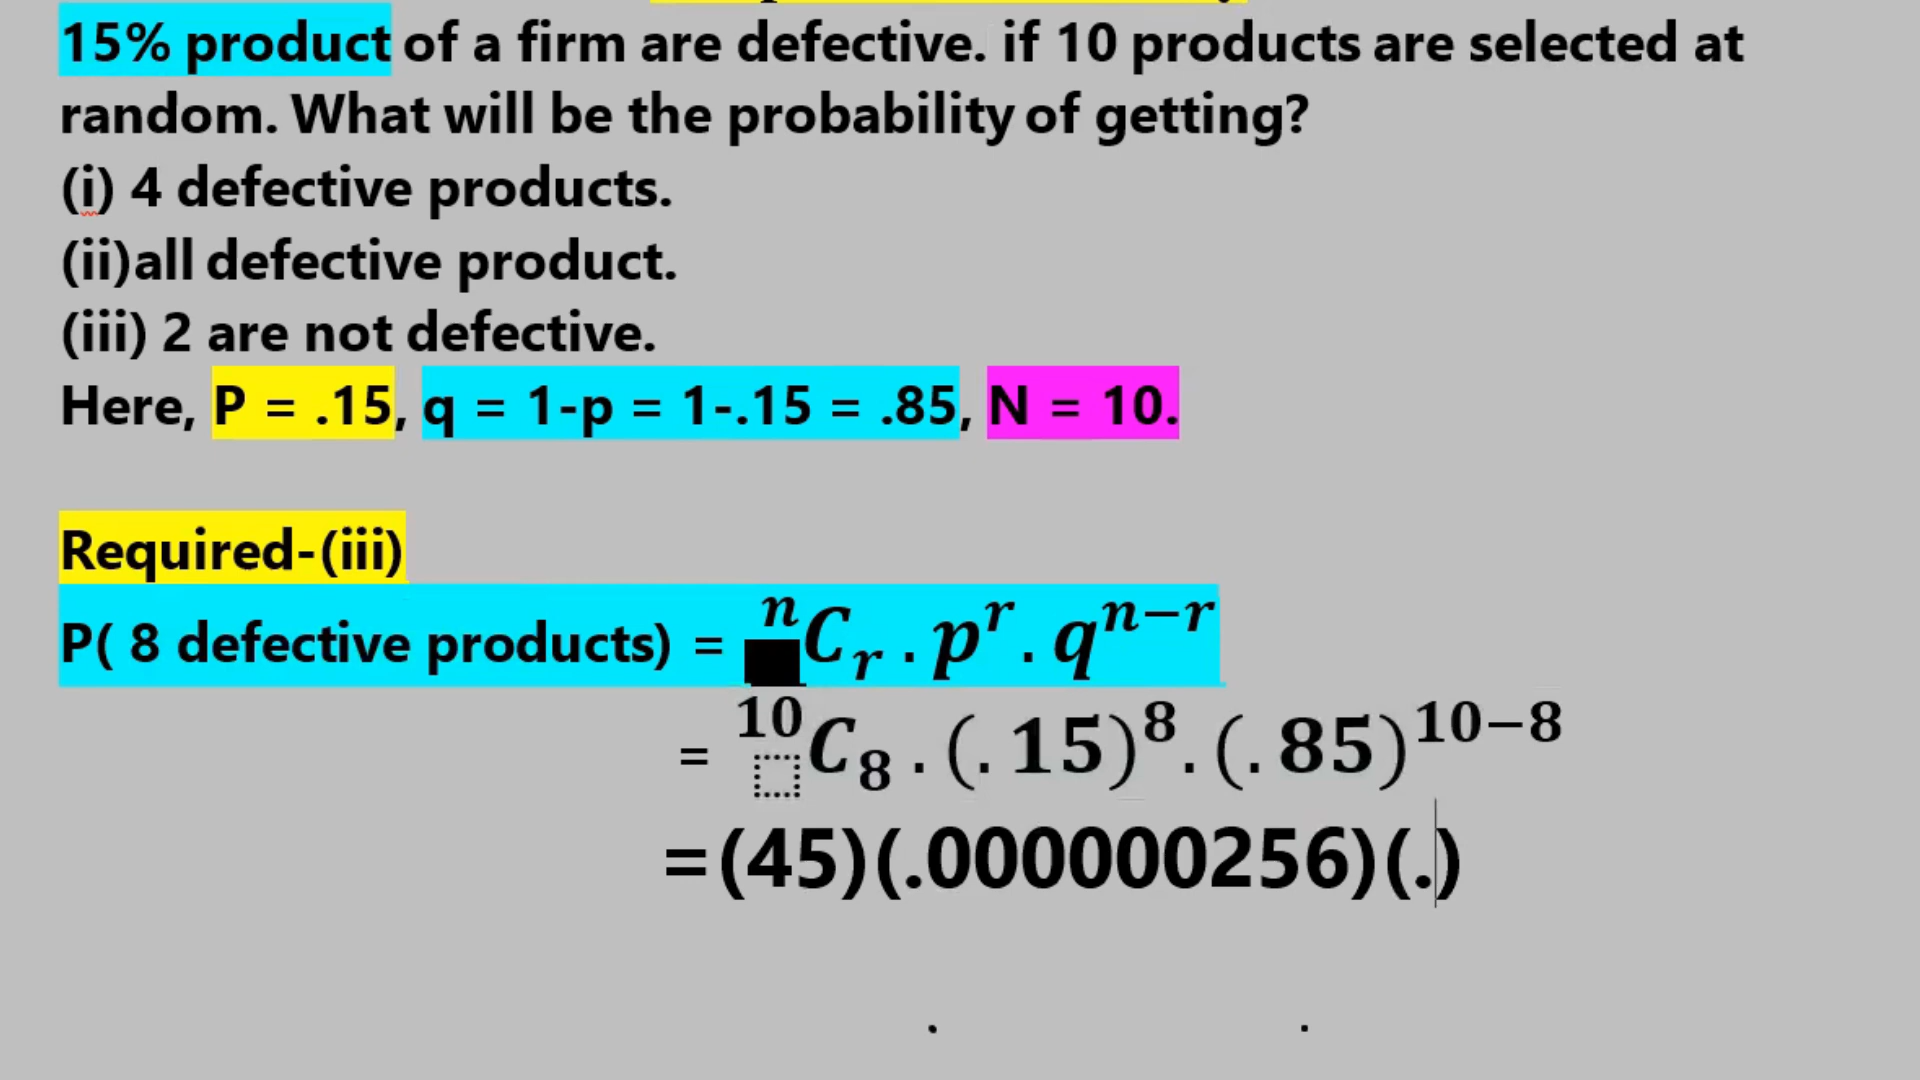 15% product of a firm are defective. if 10 products are selected at
random. What will be the probability of getting?
(i) 4 defective products.
(ii)all defective product.
(iii) 2 are not defective.
Here, P = .15, q = 1-p = 1-.15 = .85, N = 10.
Required-(iii)
P( 8 defective products) = ⁿCᵣ . pʳ . qⁿ⁻ʳ
= ¹⁰C₈ . (.15)⁸ . (.85)¹⁰⁻⁸
=(45)(.000000256)(.)